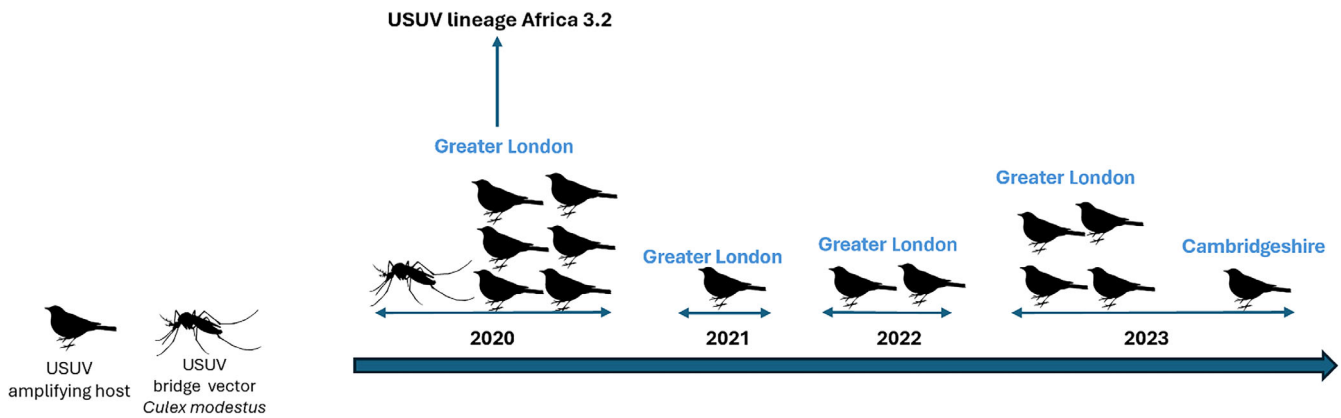 USUV lineage Africa 3.2
Greater London
Greater London
Greater London
Greater London
Cambridgeshire
2020
2021
2022
2023
USUV
amplifying host
USUV
bridge vector
Culex modestus